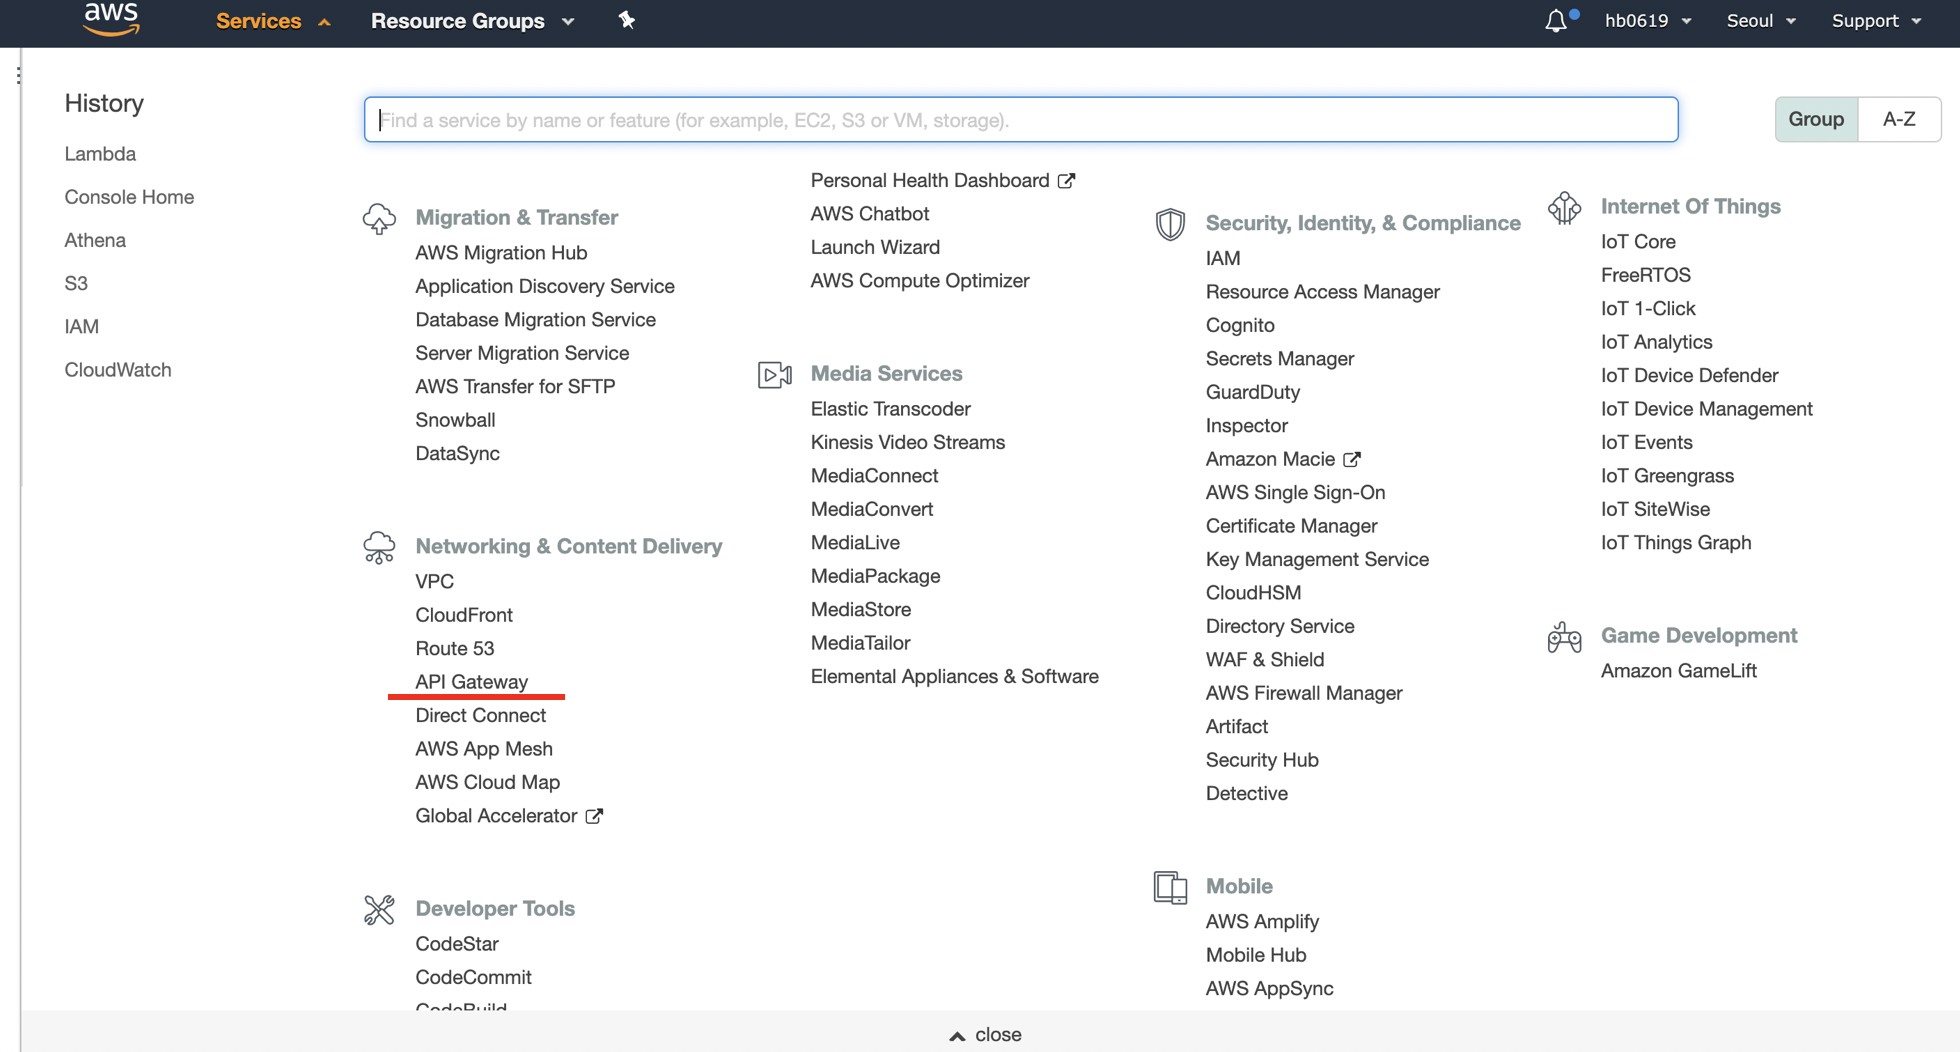 aws
Services
Resource Groups
hb0619
Seoul
Support
History
Lambda
Console Home
Athena
S3
IAM
CloudWatch
Find a service by name or feature (for example, EC2, S3 or VM, storage).
Group
A-Z
Migration & Transfer
AWS Migration Hub
Application Discovery Service
Database Migration Service
Server Migration Service
AWS Transfer for SFTP
Snowball
DataSync
Networking & Content Delivery
VPC
CloudFront
Route 53
API Gateway
Direct Connect
AWS App Mesh
AWS Cloud Map
Global Accelerator
Developer Tools
CodeStar
CodeCommit
CodeBuild
Personal Health Dashboard
AWS Chatbot
Launch Wizard
AWS Compute Optimizer
Media Services
Elastic Transcoder
Kinesis Video Streams
MediaConnect
MediaConvert
MediaLive
MediaPackage
MediaStore
MediaTailor
Elemental Appliances & Software
Security, Identity, & Compliance
IAM
Resource Access Manager
Cognito
Secrets Manager
GuardDuty
Inspector
Amazon Macie
AWS Single Sign-On
Certificate Manager
Key Management Service
CloudHSM
Directory Service
WAF & Shield
AWS Firewall Manager
Artifact
Security Hub
Detective
Mobile
AWS Amplify
Mobile Hub
AWS AppSync
Internet Of Things
IoT Core
FreeRTOS
IoT 1-Click
IoT Analytics
IoT Device Defender
IoT Device Management
IoT Events
IoT Greengrass
IoT SiteWise
IoT Things Graph
Game Development
Amazon GameLift
close